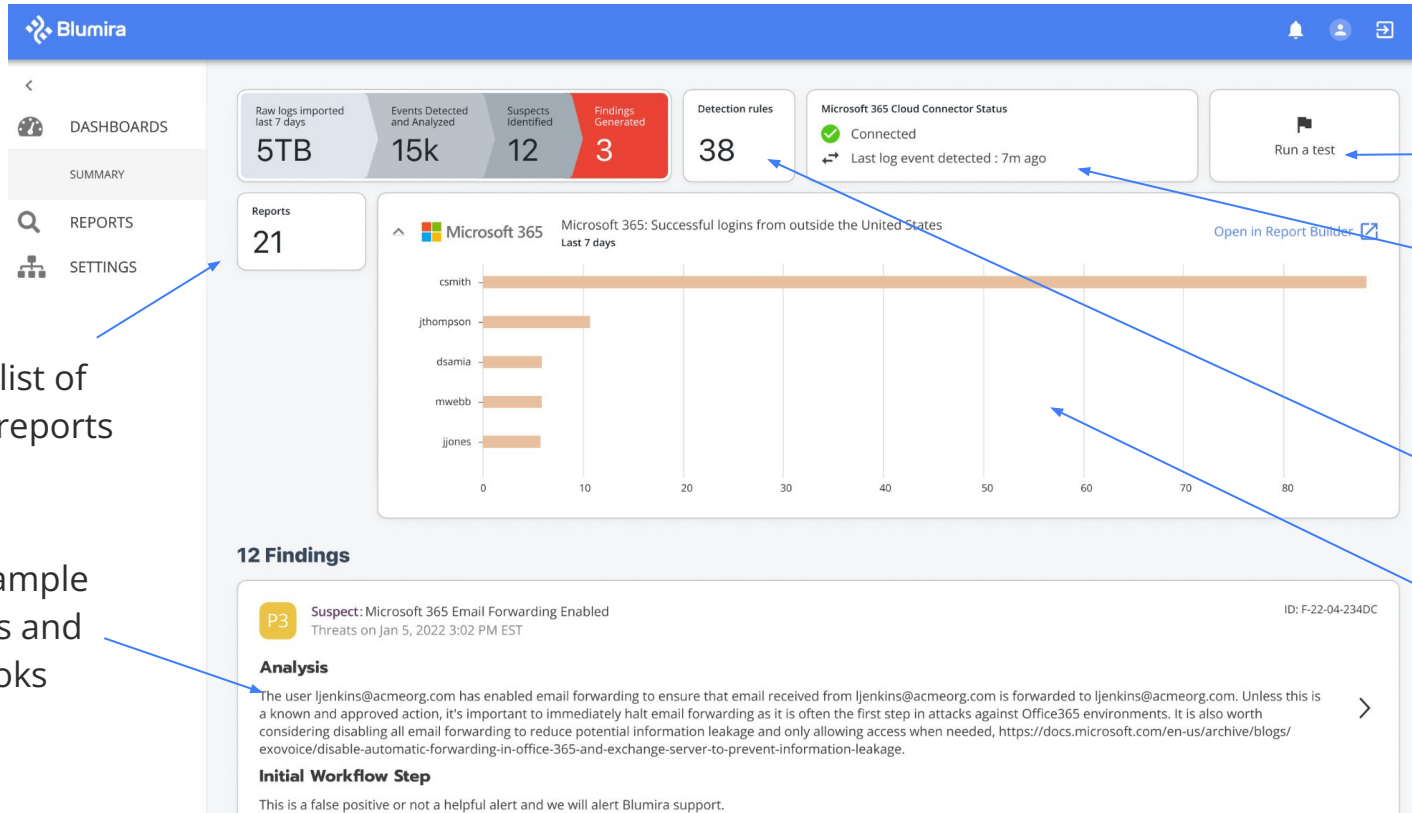 Blumira
DASHBOARDS
SUMMARY
REPORTS
SETTINGS
Raw logs imported
last 7 days
5TB
Events Detected
and Analyzed
15k
Suspects
Identified
12
Findings
Generated
3
Detection rules
38
Microsoft 365 Cloud Connector Status
Connected
Last log event detected : 7m ago
Run a test
Reports
21
Microsoft 365
Microsoft 365: Successful logins from outside the United States
Last 7 days
Open in Report Builder
csmith
jthompson
dsamia
mwebb
jjones
0 10 20 30 40 50 60 70 80
list of
reports
ample
s and
oks
12 Findings
P3
Suspect: Microsoft 365 Email Forwarding Enabled
Threats on Jan 5, 2022 3:02 PM EST
ID: F-22-04-234DC
Analysis
The user ljenkins@acmeorg.com has enabled email forwarding to ensure that email received from ljenkins@acmeorg.com is forwarded to ljenkins@acmeorg.com. Unless this is
a known and approved action, it's important to immediately halt email forwarding as it is often the first step in attacks against Office365 environments. It is also worth
considering disabling all email forwarding to reduce potential information leakage and only allowing access when needed, https://docs.microsoft.com/en-us/archive/blogs/
exovoice/disable-automatic-forwarding-in-office-365-and-exchange-server-to-prevent-information-leakage.
Initial Workflow Step
This is a false positive or not a helpful alert and we will alert Blumira support.